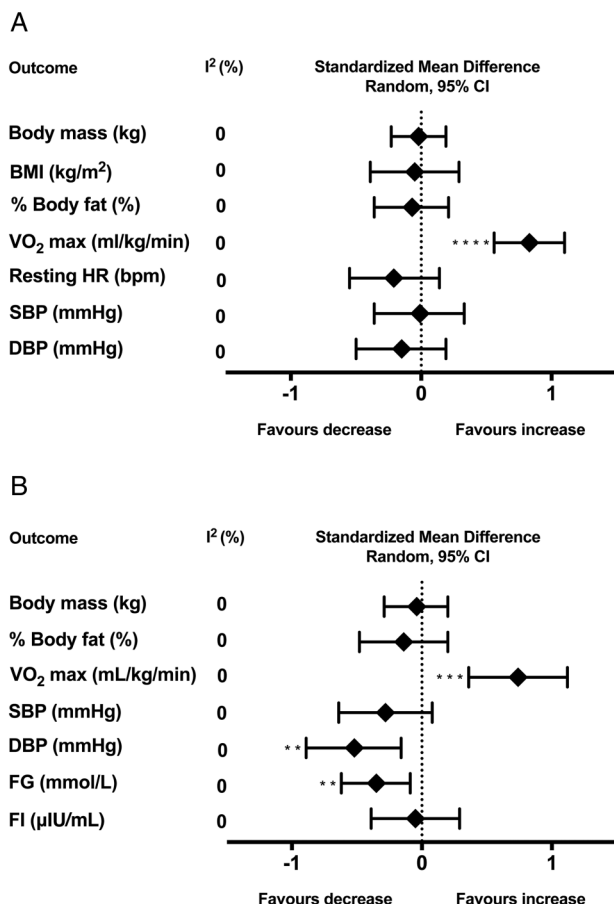 A
Outcome I² (%) Standardized Mean Difference
Random, 95% CI
Body mass (kg) 0
BMI (kg/m²) 0
% Body fat (%) 0
VO₂ max (ml/kg/min) 0 ****
Resting HR (bpm) 0
SBP (mmHg) 0
DBP (mmHg) 0
-1 0 1
Favours decrease Favours increase
B
Outcome I² (%) Standardized Mean Difference
Random, 95% CI
Body mass (kg) 0
% Body fat (%) 0
VO₂ max (mL/kg/min) 0 ***
SBP (mmHg) 0
DBP (mmHg) 0 **
FG (mmol/L) 0 **
FI (µIU/mL) 0
-1 0 1
Favours decrease Favours increase